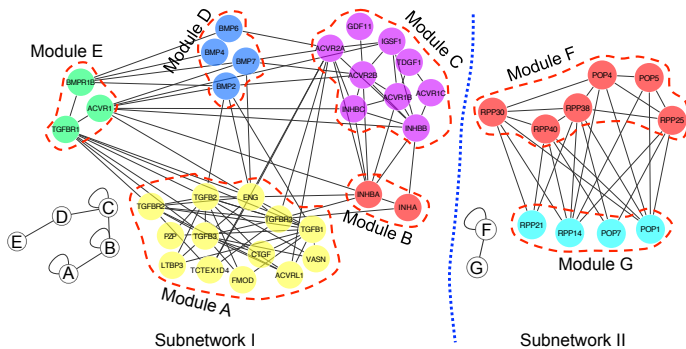 Module D
Module E
Module C
Module F
BMP6
BMP4
BMP7
BMP2
BMPR1B
ACVR1
TGFBR1
GDF11
ACVR2A
IGSF1
TDGF1
ACVR2B
ACVR1B
ACVR1C
INHBC
INHBB
POP4
POP5
RPP30
RPP38
RPP40
RPP25
TGFBR2
TGFB2
ENG
TGFBR3
TGFB1
PZP
TGFB3
CTGF
VASN
LTBP3
TCTEX1D4
FMOD
ACVRL1
Module A
INHBA
INHA
Module B
RPP21
RPP14
POP7
POP1
Module G
C
D
E
B
A
F
G
Subnetwork I
Subnetwork II